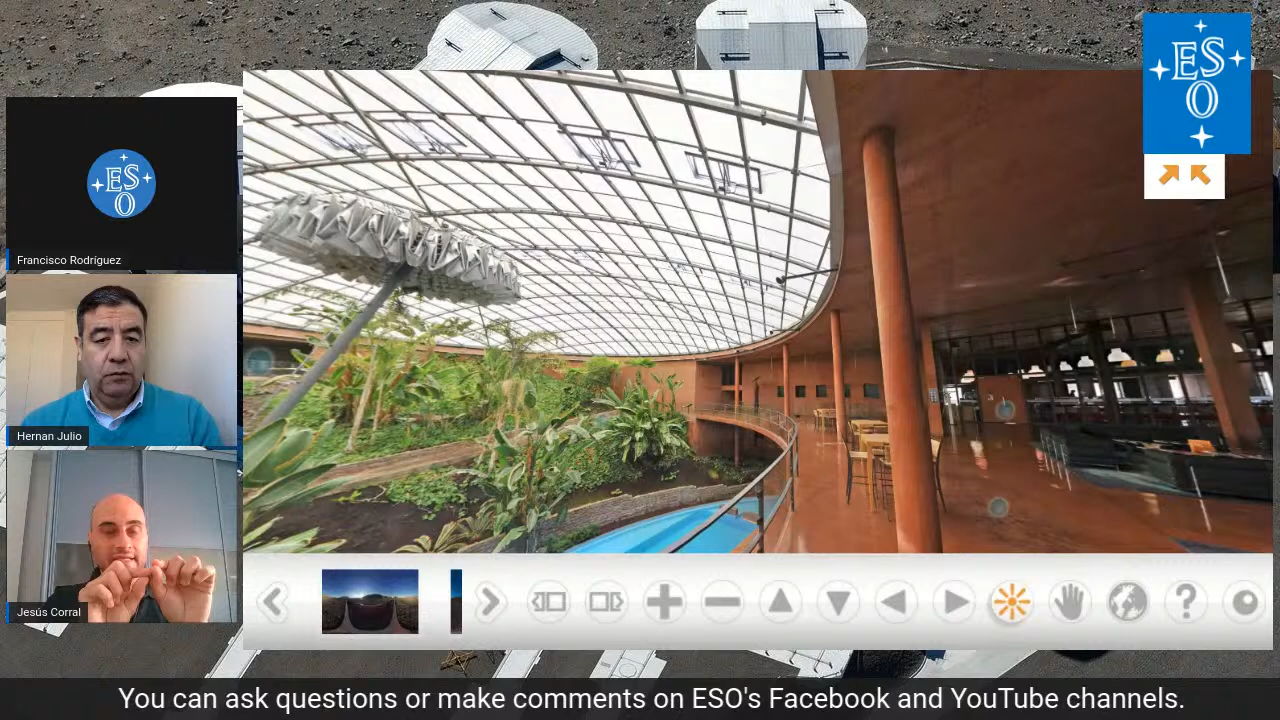 ESO
ESO
Francisco Rodríguez
Hernan Julio
Jesús Corral
?
You can ask questions or make comments on ESO's Facebook and YouTube channels.